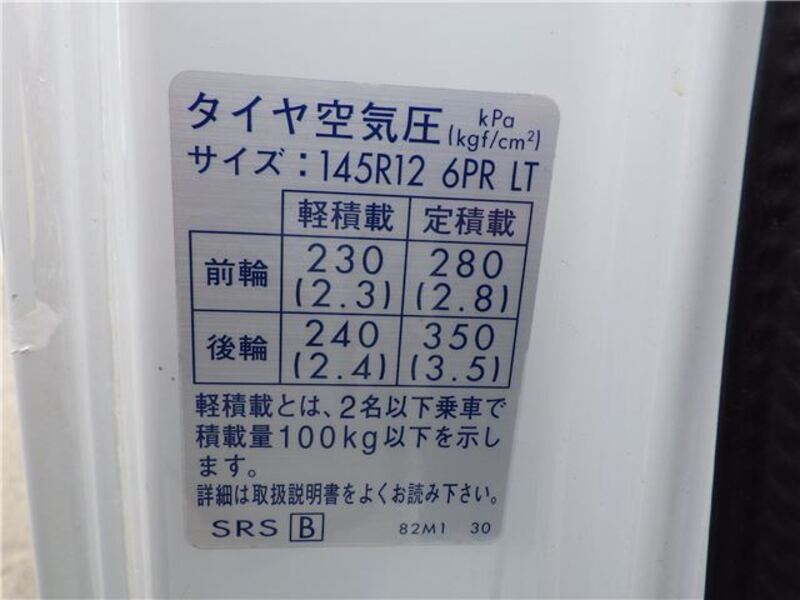 タイヤ空気圧 kPa (kgf/cm²)
サイズ：145R12 6PR LT
軽積載 定積載
前輪 230 (2.3) 280 (2.8)
後輪 240 (2.4) 350 (3.5)
軽積載とは、2名以下乗車で
積載量100kg以下を示し
ます。
詳細は取扱説明書をよくお読み下さい。
SRS B 82M1 30